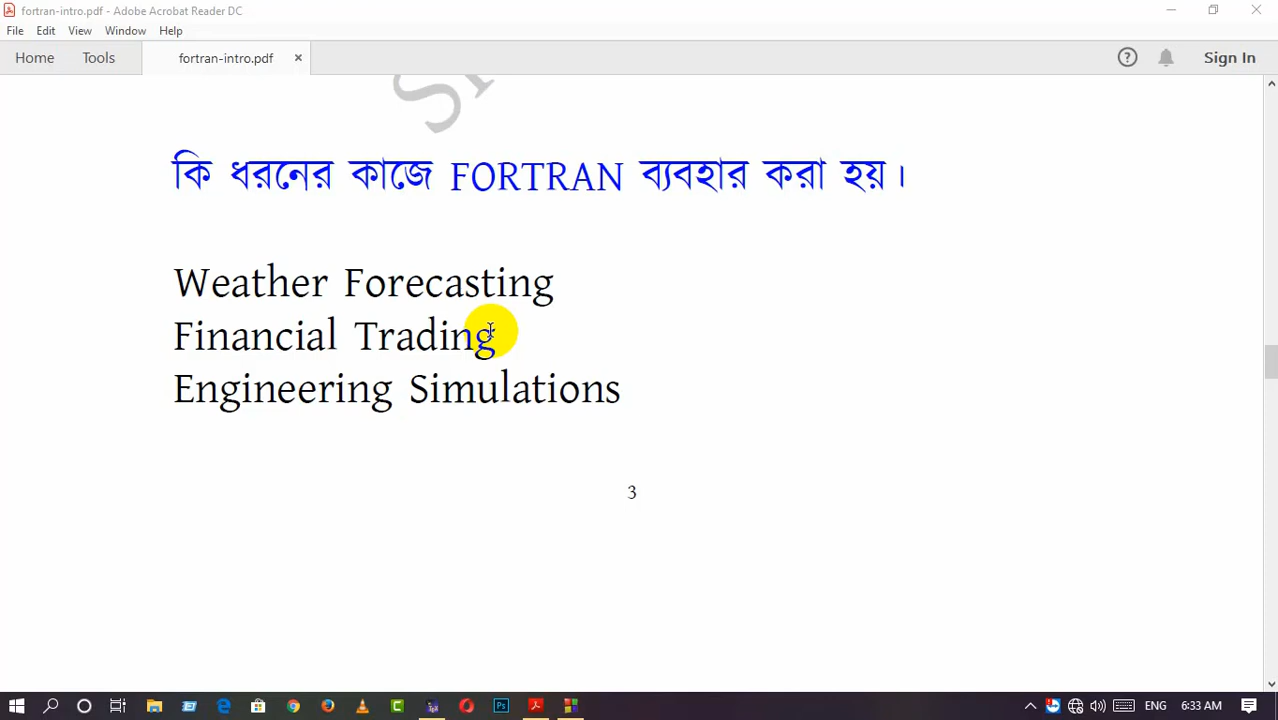 fortran-intro.pdf - Adobe Acrobat Reader DC
File Edit View Window Help
Home Tools fortran-intro.pdf × Sign In
কি ধরনের কাজে FORTRAN ব্যবহার করা হয়।
Weather Forecasting
Financial Trading
Engineering Simulations
3
ENG 6:33 AM